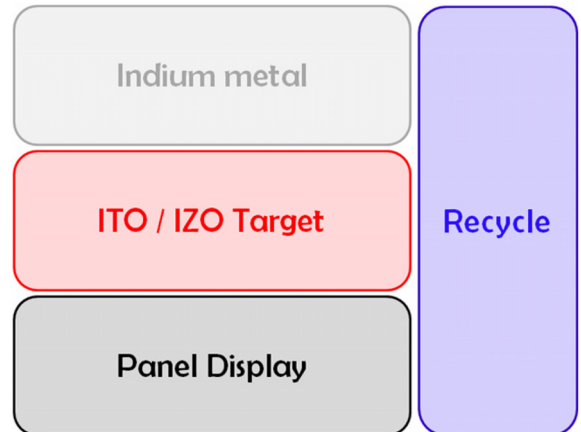 Indium metal
ITO / IZO Target
Recycle
Panel Display